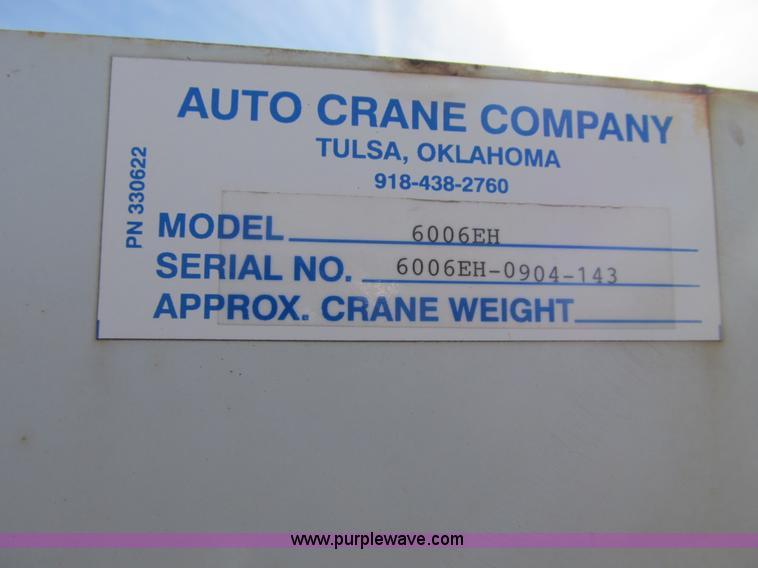 AUTO CRANE COMPANY
TULSA, OKLAHOMA
918-438-2760
PN 330622
MODEL 6006EH
SERIAL NO. 6006EH-0904-143
APPROX. CRANE WEIGHT
www.purplewave.com